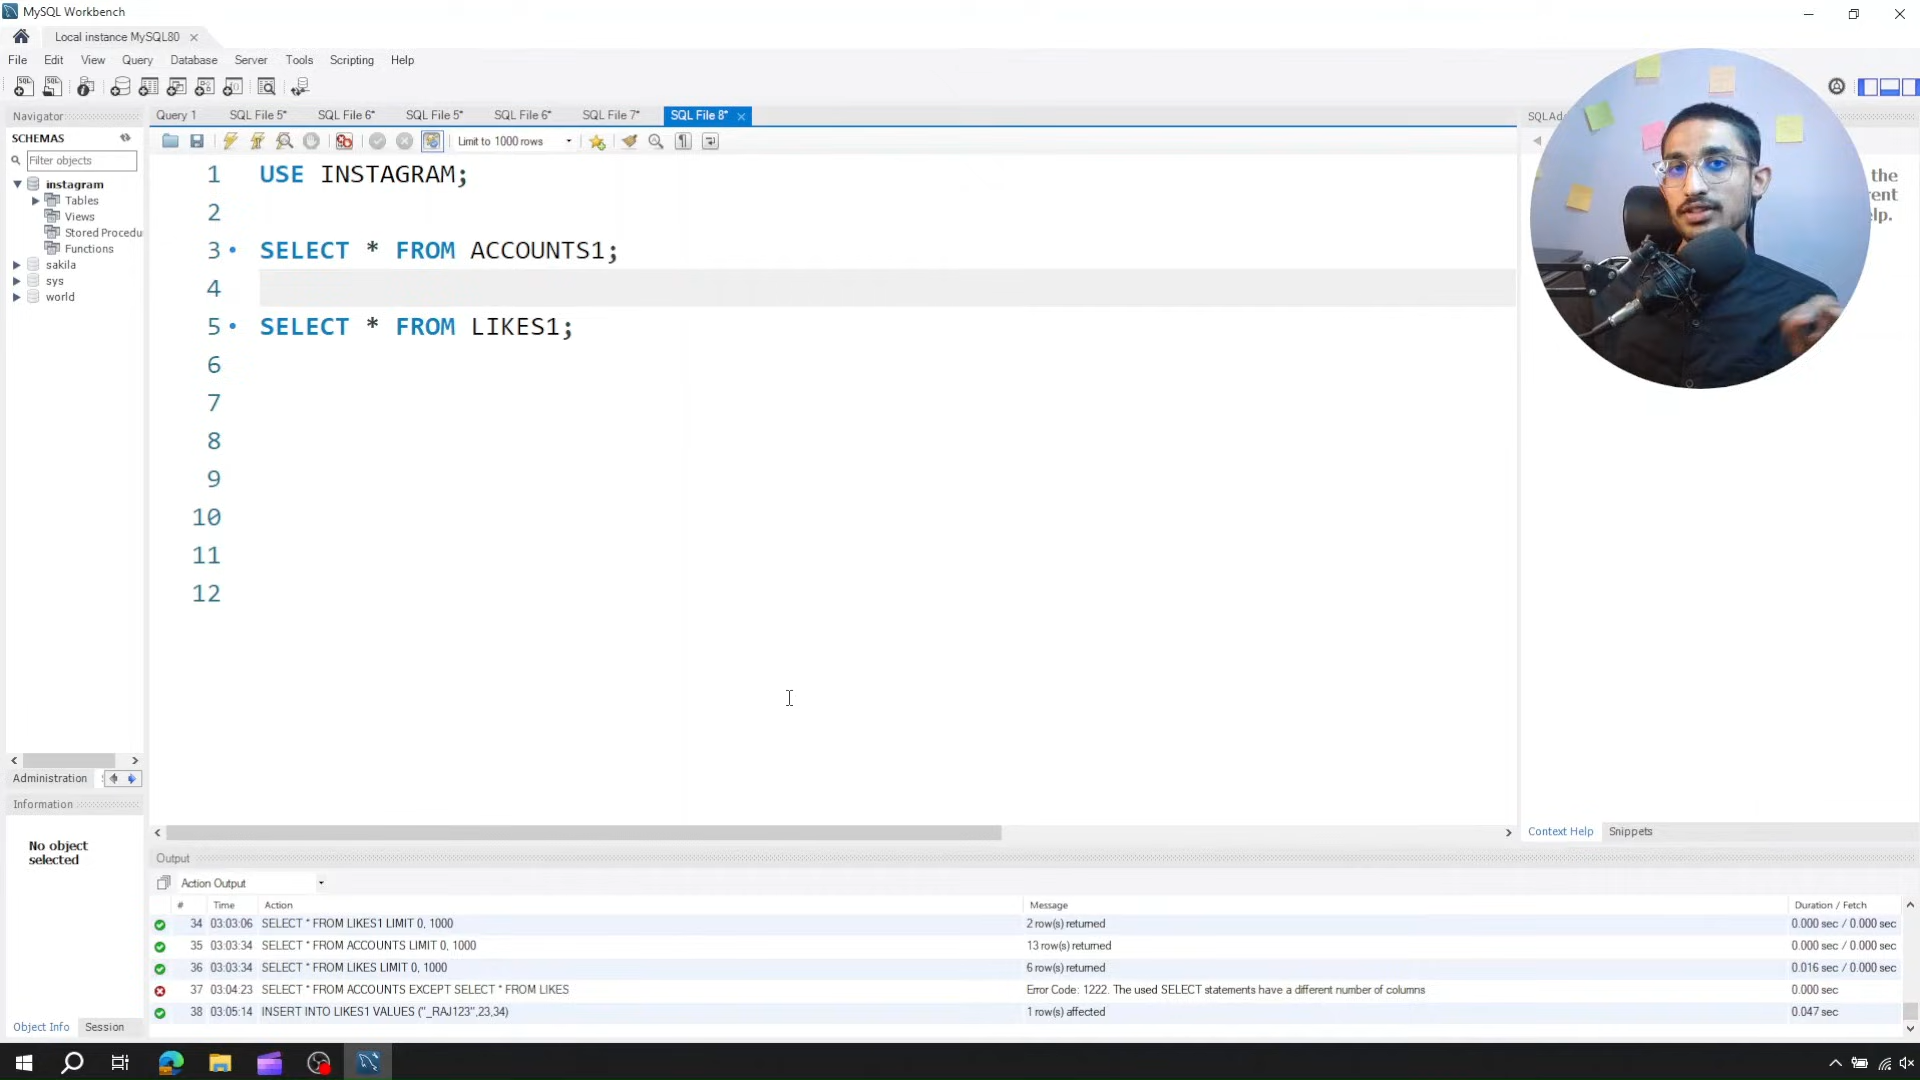 MySQL Workbench
Local instance MySQL80
File Edit View Query Database Server Tools Scripting Help
Navigator
SCHEMAS
Filter objects
instagram
Tables
Views
Stored Procedu
Functions
sakila
sys
world
Administration
Information
No object
selected
Object Info Session
Query 1 SQL File 5* SQL File 6* SQL File 5* SQL File 6* SQL File 7* SQL File 8*
Limit to 1000 rows
1 USE INSTAGRAM;
2
3 SELECT * FROM ACCOUNTS1;
4
5 SELECT * FROM LIKES1;
6
7
8
9
10
11
12
SQLAd
the
ent
lp.
Context Help Snippets
Output
Action Output
# Time Action Message Duration / Fetch
34 03:03:06 SELECT * FROM LIKES1 LIMIT 0, 1000 2 row(s) returned 0.000 sec / 0.000 sec
35 03:03:34 SELECT * FROM ACCOUNTS LIMIT 0, 1000 13 row(s) returned 0.000 sec / 0.000 sec
36 03:03:34 SELECT * FROM LIKES LIMIT 0, 1000 6 row(s) returned 0.016 sec / 0.000 sec
37 03:04:23 SELECT * FROM ACCOUNTS EXCEPT SELECT * FROM LIKES Error Code: 1222. The used SELECT statements have a different number of columns 0.000 sec
38 03:05:14 INSERT INTO LIKES1 VALUES ("_RAJ123",23,34) 1 row(s) affected 0.047 sec